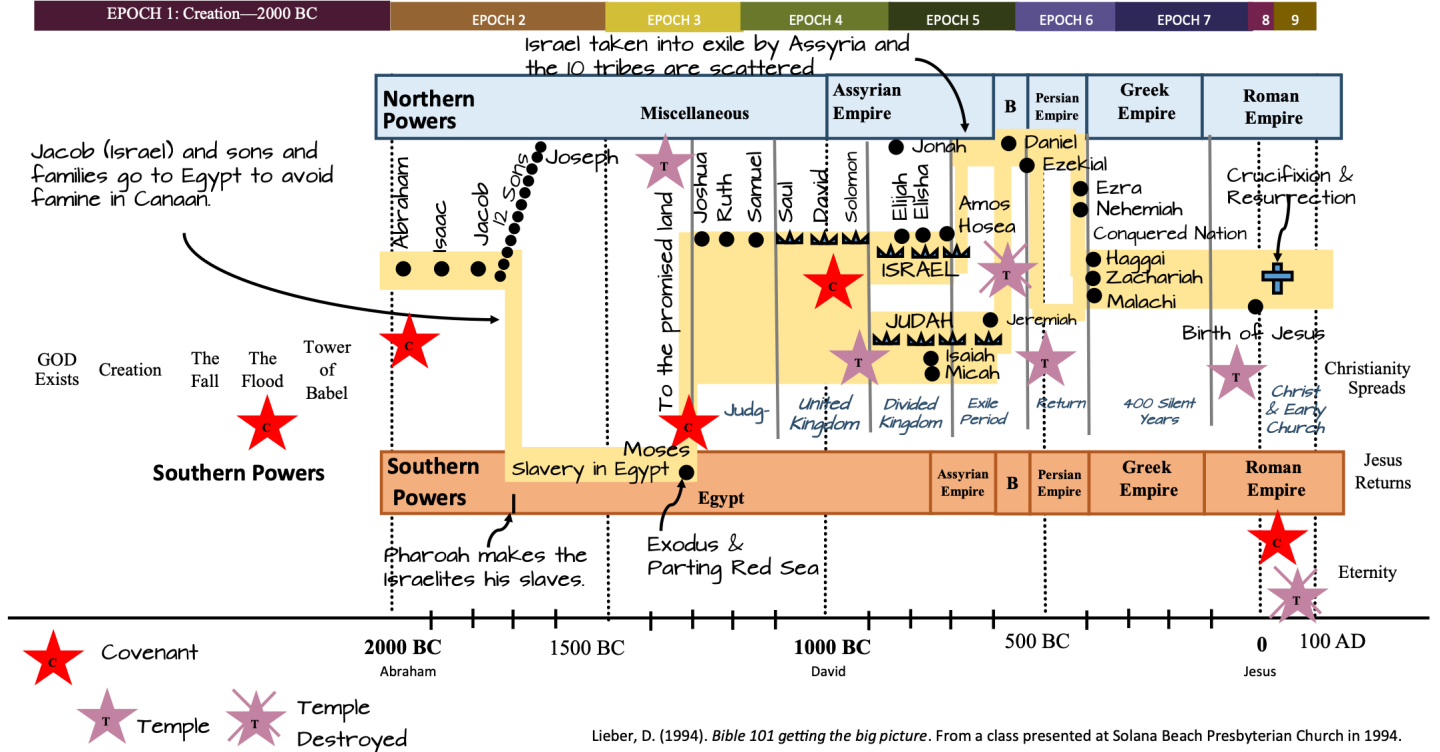 EPOCH 1: Creation—2000 BC
EPOCH 2
EPOCH 3
EPOCH 4
EPOCH 5
EPOCH 6
EPOCH 7
8
9
Israel taken into exile by Assyria and
the 10 tribes are scattered
Northern
Powers
Miscellaneous
Assyrian
Empire
B
Persian
Empire
Greek
Empire
Roman
Empire
Jacob (Israel) and sons and
families go to Egypt to avoid
famine in Canaan.
Abraham
Isaac
Jacob
12 Sons
Joseph
T
To the promised land
Joshua
Ruth
Samuel
Saul
David
Solomon
Jonah
Elijah
Elisha
Amos
Hosea
Daniel
Ezekial
Ezra
Nehemiah
Conquered Nation
Haggai
Zachariah
Malachi
Crucifixion &
Resurrection
ISRAEL
C
T
JUDAH
Jeremiah
Isaiah
Micah
T
T
Birth of Jesus
T
C
GOD
Exists
Creation
The
Fall
The
Flood
Tower
of
Babel
C
C
Judg-
United
Kingdom
Divided
Kingdom
Exile
Period
Return
400 Silent
Years
Christ
& Early
Church
Christianity
Spreads
Southern Powers
Southern
Powers
Moses
Slavery in Egypt
Egypt
Assyrian
Empire
B
Persian
Empire
Greek
Empire
Roman
Empire
Jesus
Returns
Pharoah makes the
Israelites his slaves.
Exodus &
Parting Red Sea
C
T
Eternity
2000 BC
Abraham
1500 BC
1000 BC
David
500 BC
0
Jesus
100 AD
C
Covenant
T
Temple
T
Temple
Destroyed
Lieber, D. (1994). Bible 101 getting the big picture. From a class presented at Solana Beach Presbyterian Church in 1994.